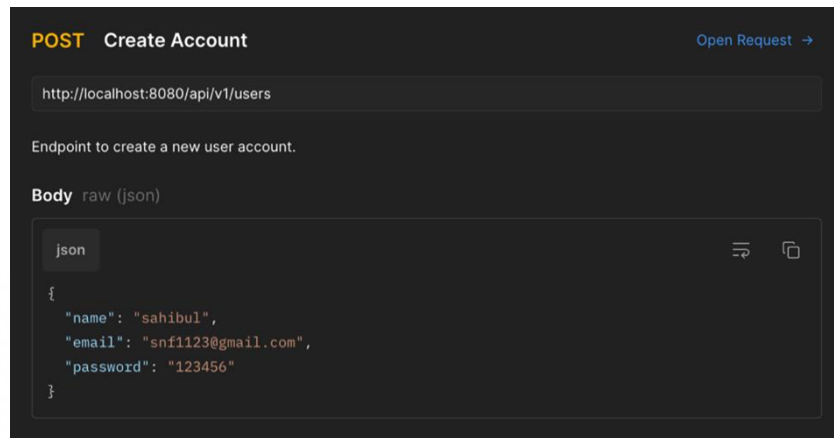 POST Create Account
Open Request →
http://localhost:8080/api/v1/users
Endpoint to create a new user account.
Body raw (json)
json
{
"name": "sahibul",
"email": "snf1123@gmail.com",
"password": "123456"
}